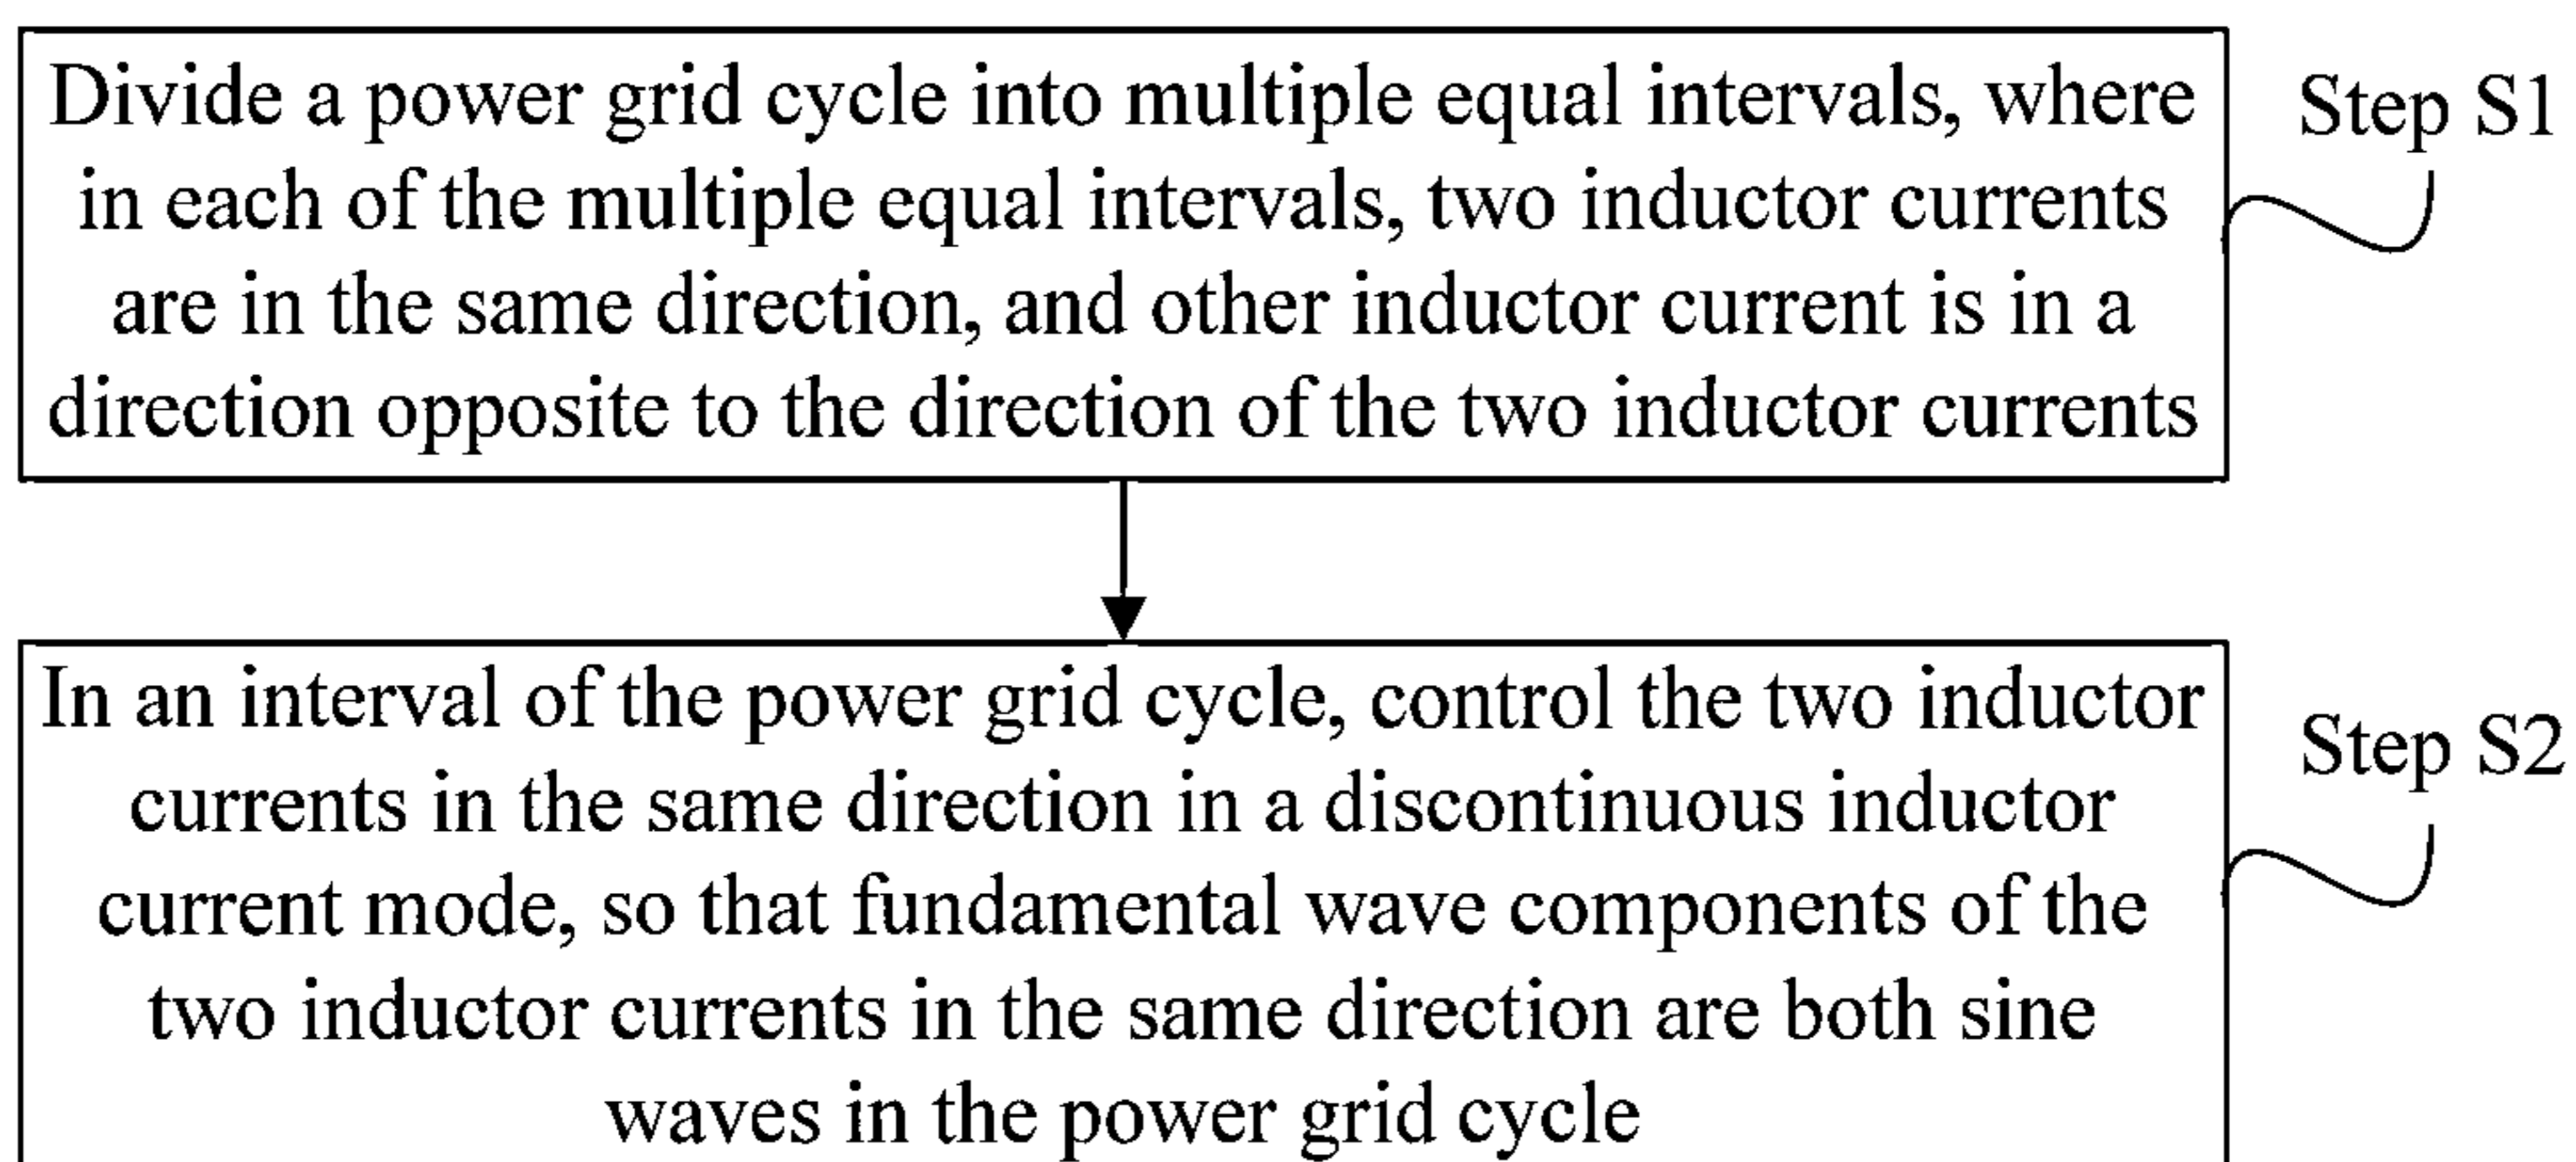 Divide a power grid cycle into multiple equal intervals, where
in each of the multiple equal intervals, two inductor currents
are in the same direction, and other inductor current is in a
direction opposite to the direction of the two inductor currents
Step S1
In an interval of the power grid cycle, control the two inductor
currents in the same direction in a discontinuous inductor
current mode, so that fundamental wave components of the
two inductor currents in the same direction are both sine
waves in the power grid cycle
Step S2